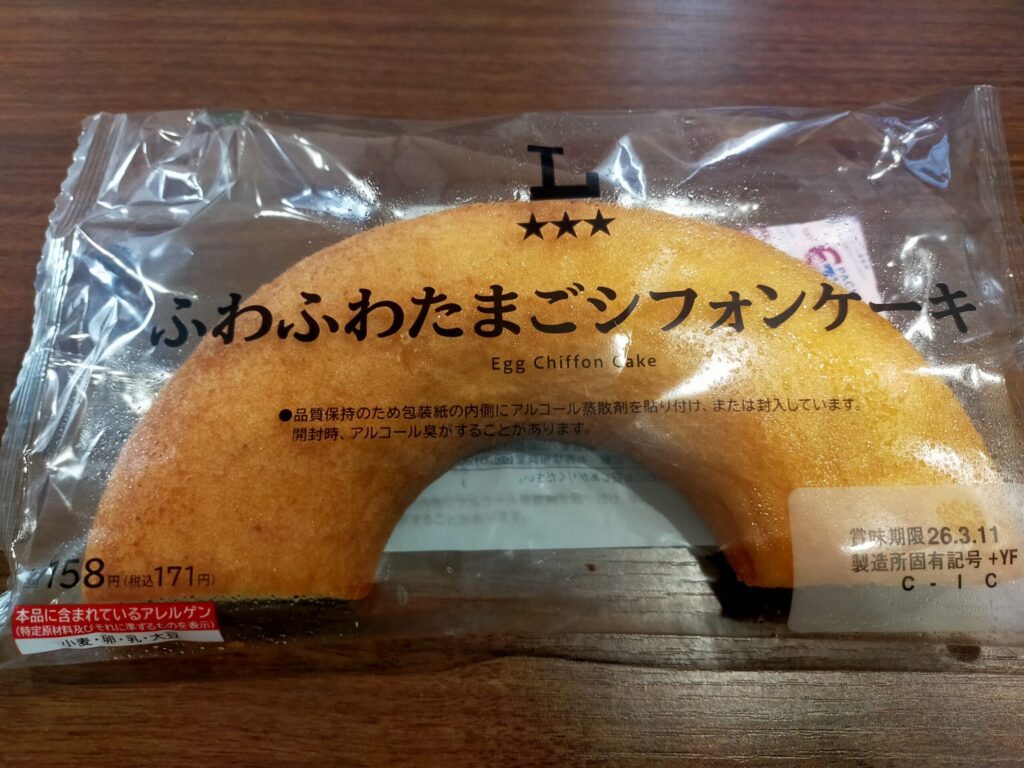 L
★★★
ふわふわたまごシフォンケーキ
Egg Chiffon Cake
●品質保持のため包装紙の内側にアルコール蒸散剤を貼り付け、または封入しています。
開封時、アルコール臭がすることがあります。
158円(税込171円)
本品に含まれているアレルゲン
(特定原材料及びそれに準ずるものを表示)
小麦・卵・乳・大豆
賞味期限26.3.11
製造所固有記号+YF
C - I C